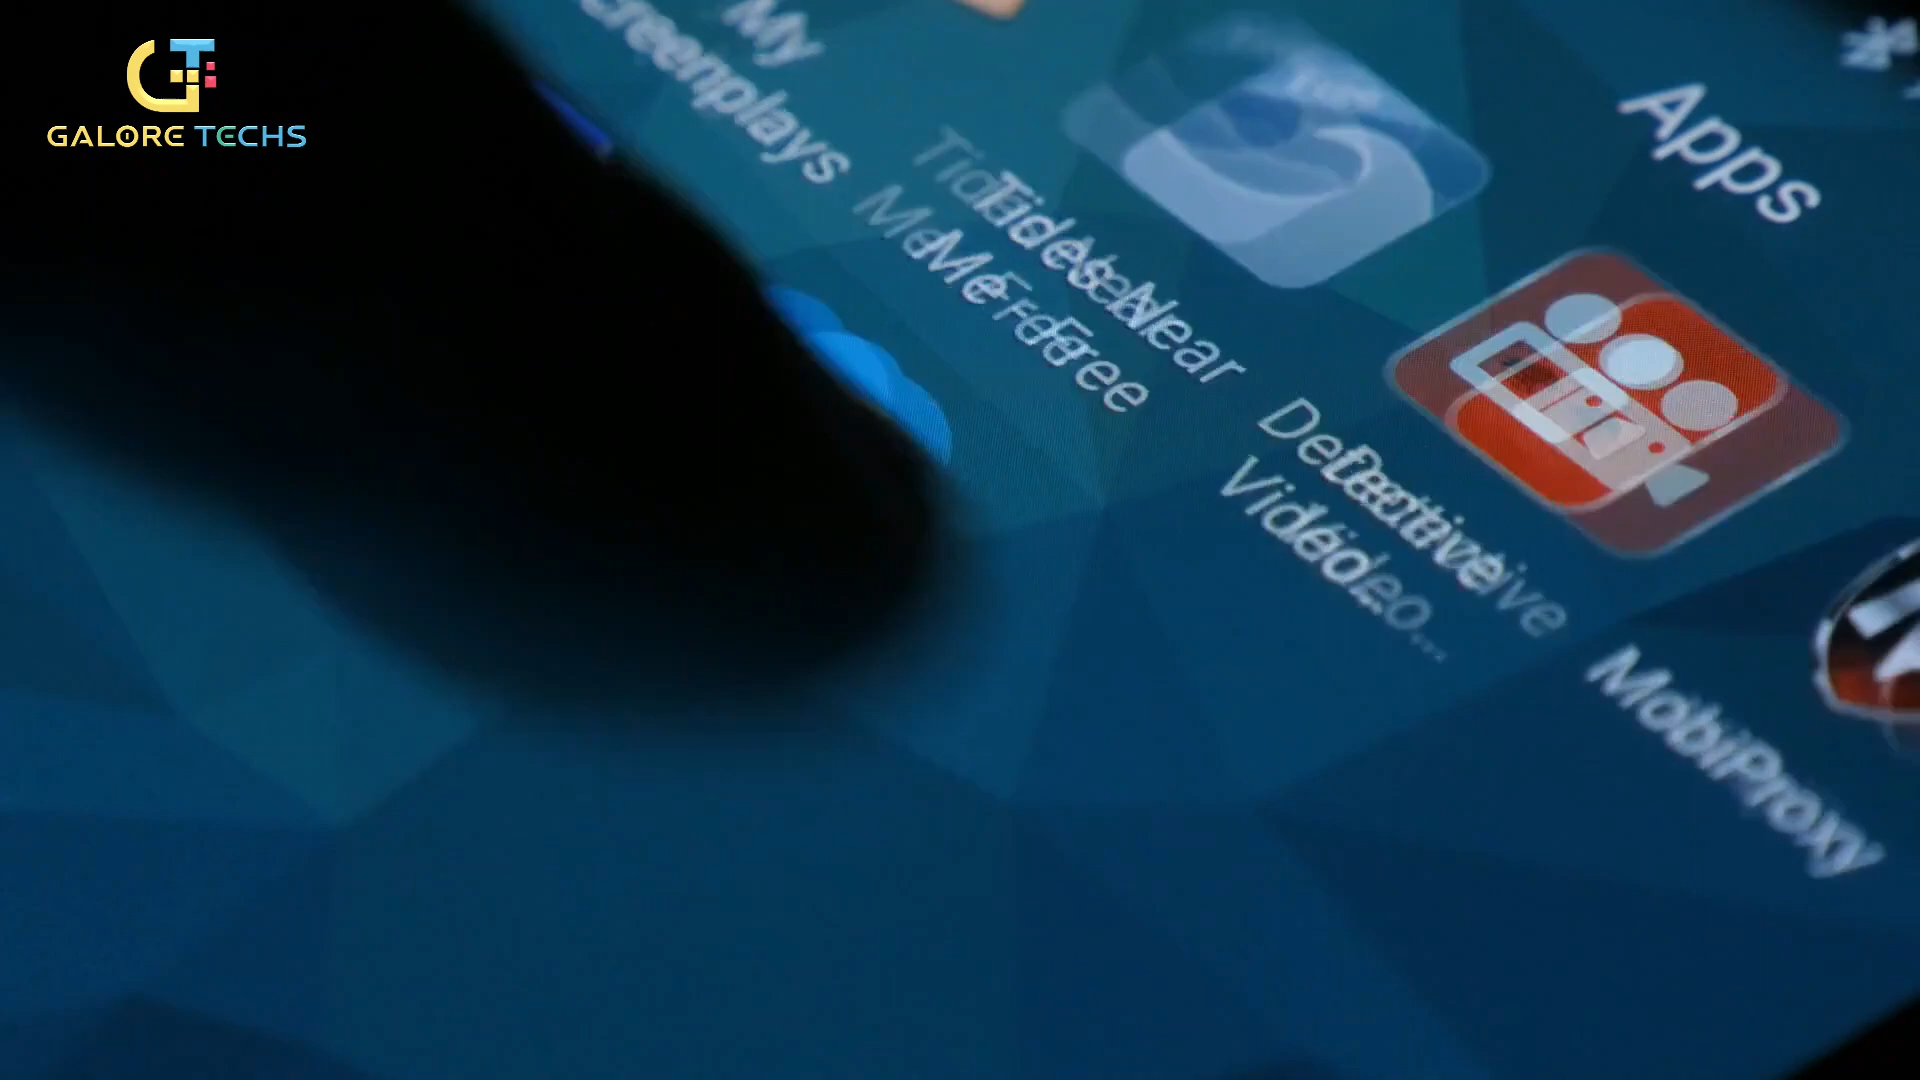 GALORE TECHS
My
Screenplays
Tides Near
Me Free
Apps
Detective
Video...
MobiProxy